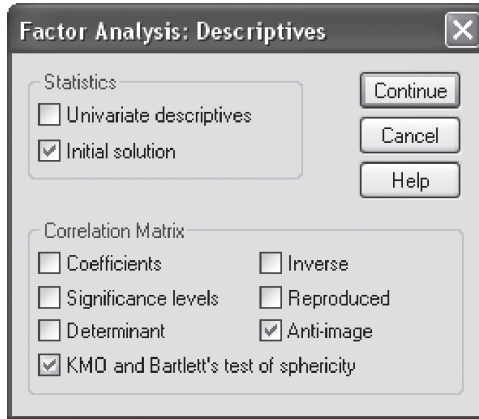 Factor Analysis: Descriptives
Statistics
Univariate descriptives
Initial solution
Continue
Cancel
Help
Correlation Matrix
Coefficients
Inverse
Significance levels
Reproduced
Determinant
Anti-image
KMO and Bartlett's test of sphericity